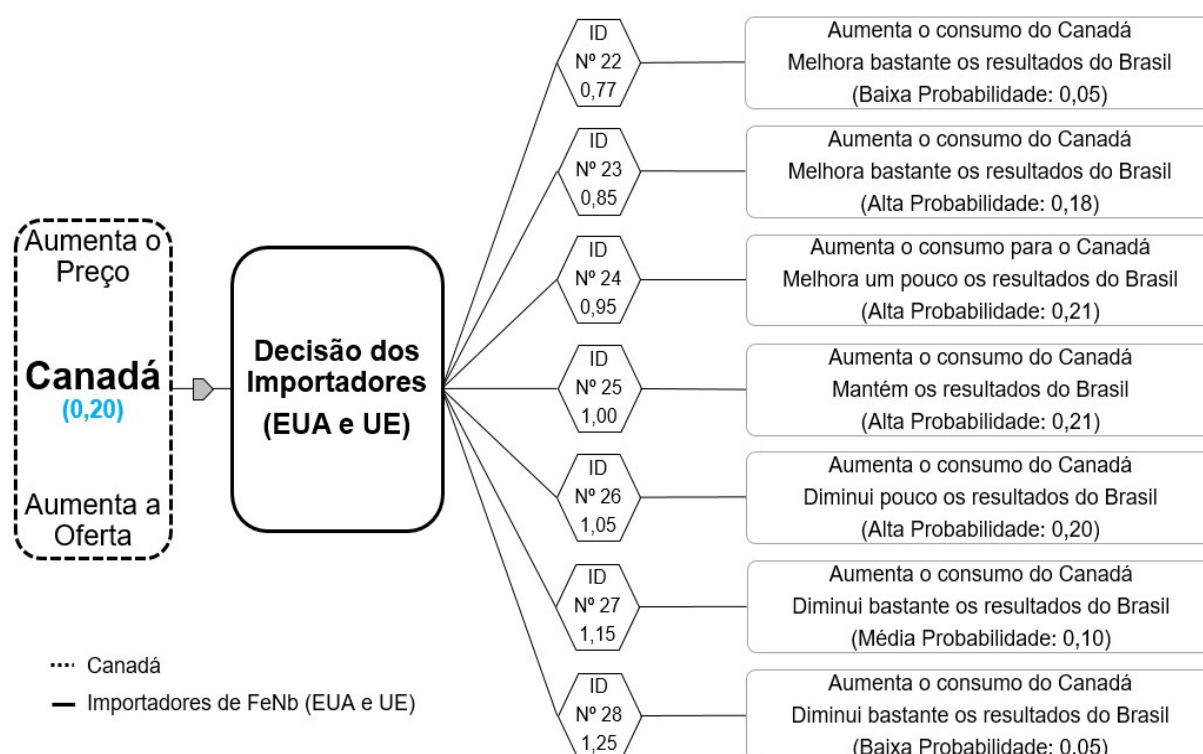 Aumenta o
Preço
Canadá
(0,20)
Aumenta a
Oferta
Decisão dos
Importadores
(EUA e UE)
ID
Nº 22
0,77
Aumenta o consumo do Canadá
Melhora bastante os resultados do Brasil
(Baixa Probabilidade: 0,05)
ID
Nº 23
0,85
Aumenta o consumo do Canadá
Melhora bastante os resultados do Brasil
(Alta Probabilidade: 0,18)
ID
Nº 24
0,95
Aumenta o consumo para o Canadá
Melhora um pouco os resultados do Brasil
(Alta Probabilidade: 0,21)
ID
Nº 25
1,00
Aumenta o consumo do Canadá
Mantém os resultados do Brasil
(Alta Probabilidade: 0,21)
ID
Nº 26
1,05
Aumenta o consumo do Canadá
Diminui pouco os resultados do Brasil
(Alta Probabilidade: 0,20)
ID
Nº 27
1,15
Aumenta o consumo do Canadá
Diminui bastante os resultados do Brasil
(Média Probabilidade: 0,10)
ID
Nº 28
1,25
Aumenta o consumo do Canadá
Diminui bastante os resultados do Brasil
(Baixa Probabilidade: 0,05)
Canadá
Importadores de FeNb (EUA e UE)